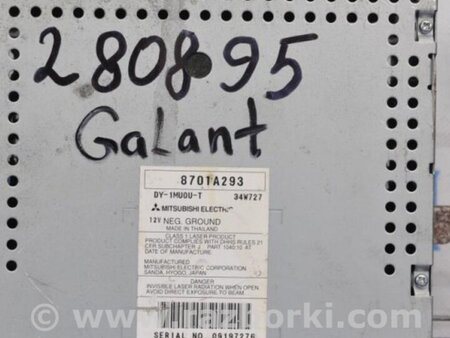 280895
Galant
8701A293
DY-1MU0U-T 34W727
MITSUBISHI ELECTRIC
12V NEG. GROUND
MADE IN THAILAND
CLASS 1 LASER PRODUCT
PRODUCT COMPLIES WITH DHHS RULES 21
CFR SUBCHAPTER J PART 1040.10 AT
DATE OF MANUFACTURE.
MANUFACTURED
MITSUBISHI ELECTRIC CORPORATION
SANDA, HYOGO, JAPAN
DANGER
INVISIBLE LASER RADIATION WHEN OPEN
AVOID DIRECT EXPOSURE TO BEAM
SERIAL NO. 09197276
www.razborki.com